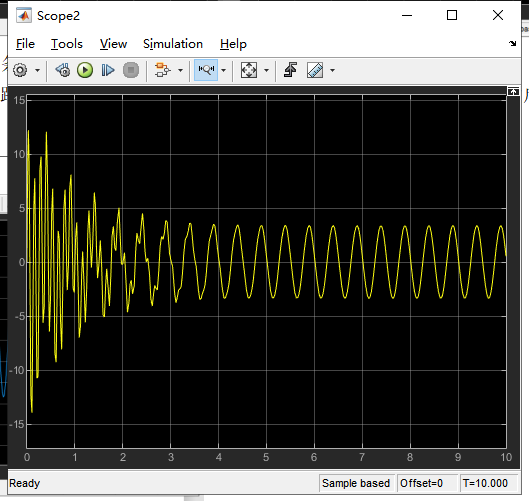 Scope2
File Tools View Simulation Help
15
10
5
0
-5
-10
-15
0 1 2 3 4 5 6 7 8 9 10
Ready Sample based Offset=0 T=10.000